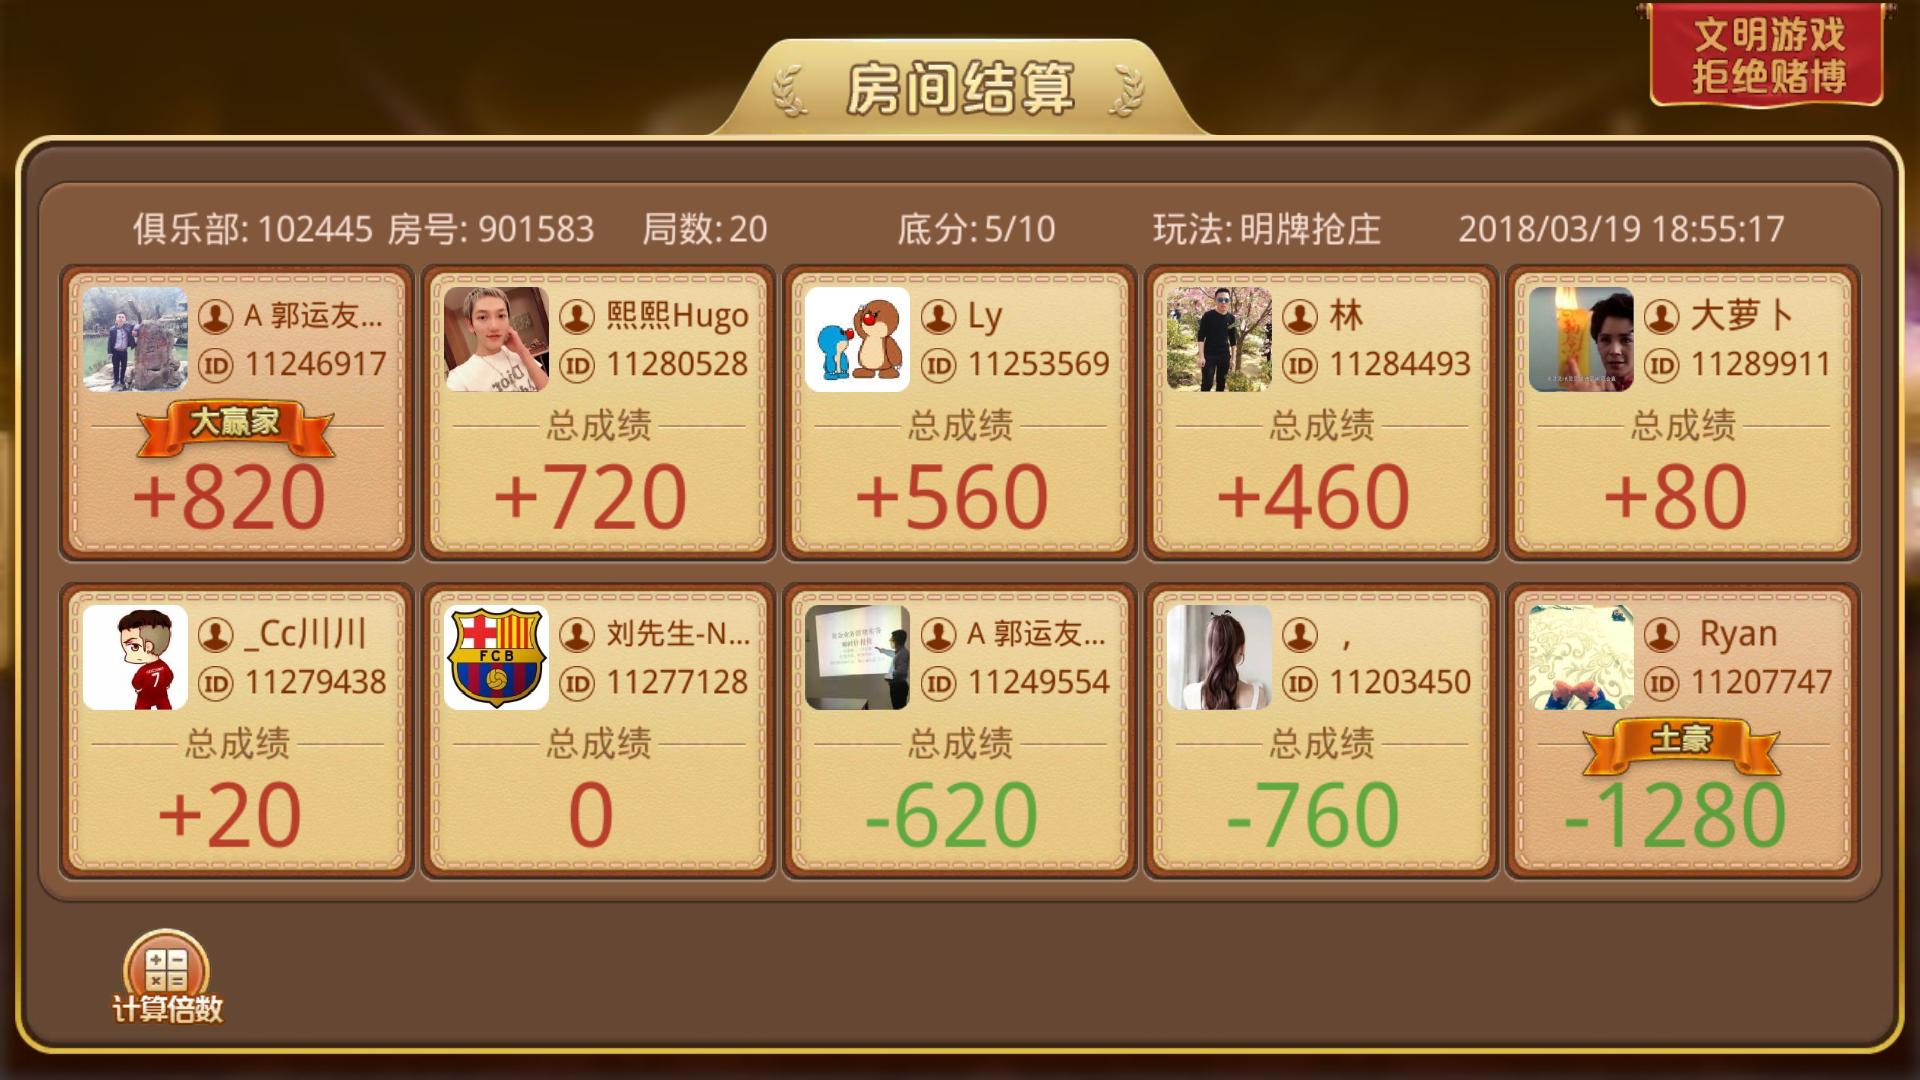 文明游戏
拒绝赌博
房间结算
俱乐部: 102445 房号: 901583 局数: 20 底分: 5/10 玩法: 明牌抢庄 2018/03/19 18:55:17
A 郭运友...
ID 11246917
大赢家
+820
熙熙Hugo
ID 11280528
总成绩
+720
Ly
ID 11253569
总成绩
+560
林
ID 11284493
总成绩
+460
大萝卜
ID 11289911
总成绩
+80
_Cc川川
ID 11279438
总成绩
+20
FCB
刘先生-N...
ID 11277128
总成绩
0
A 郭运友...
ID 11249554
总成绩
-620
,
ID 11203450
总成绩
-760
Ryan
ID 11207747
土豪
-1280
计算倍数